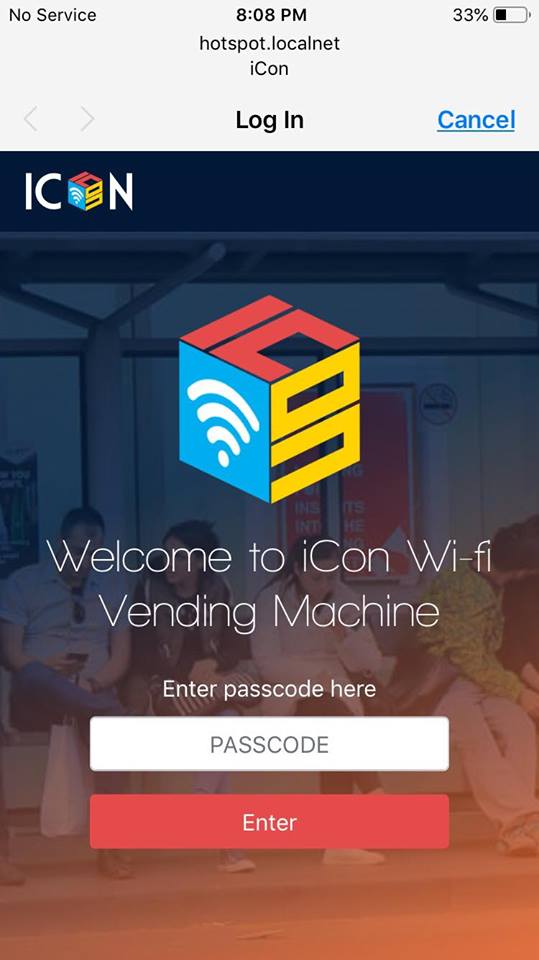 No Service 8:08 PM 33%
hotspot.localnet
iCon
Log In Cancel
ICON
Welcome to iCon Wi-fi
Vending Machine
Enter passcode here
PASSCODE
Enter